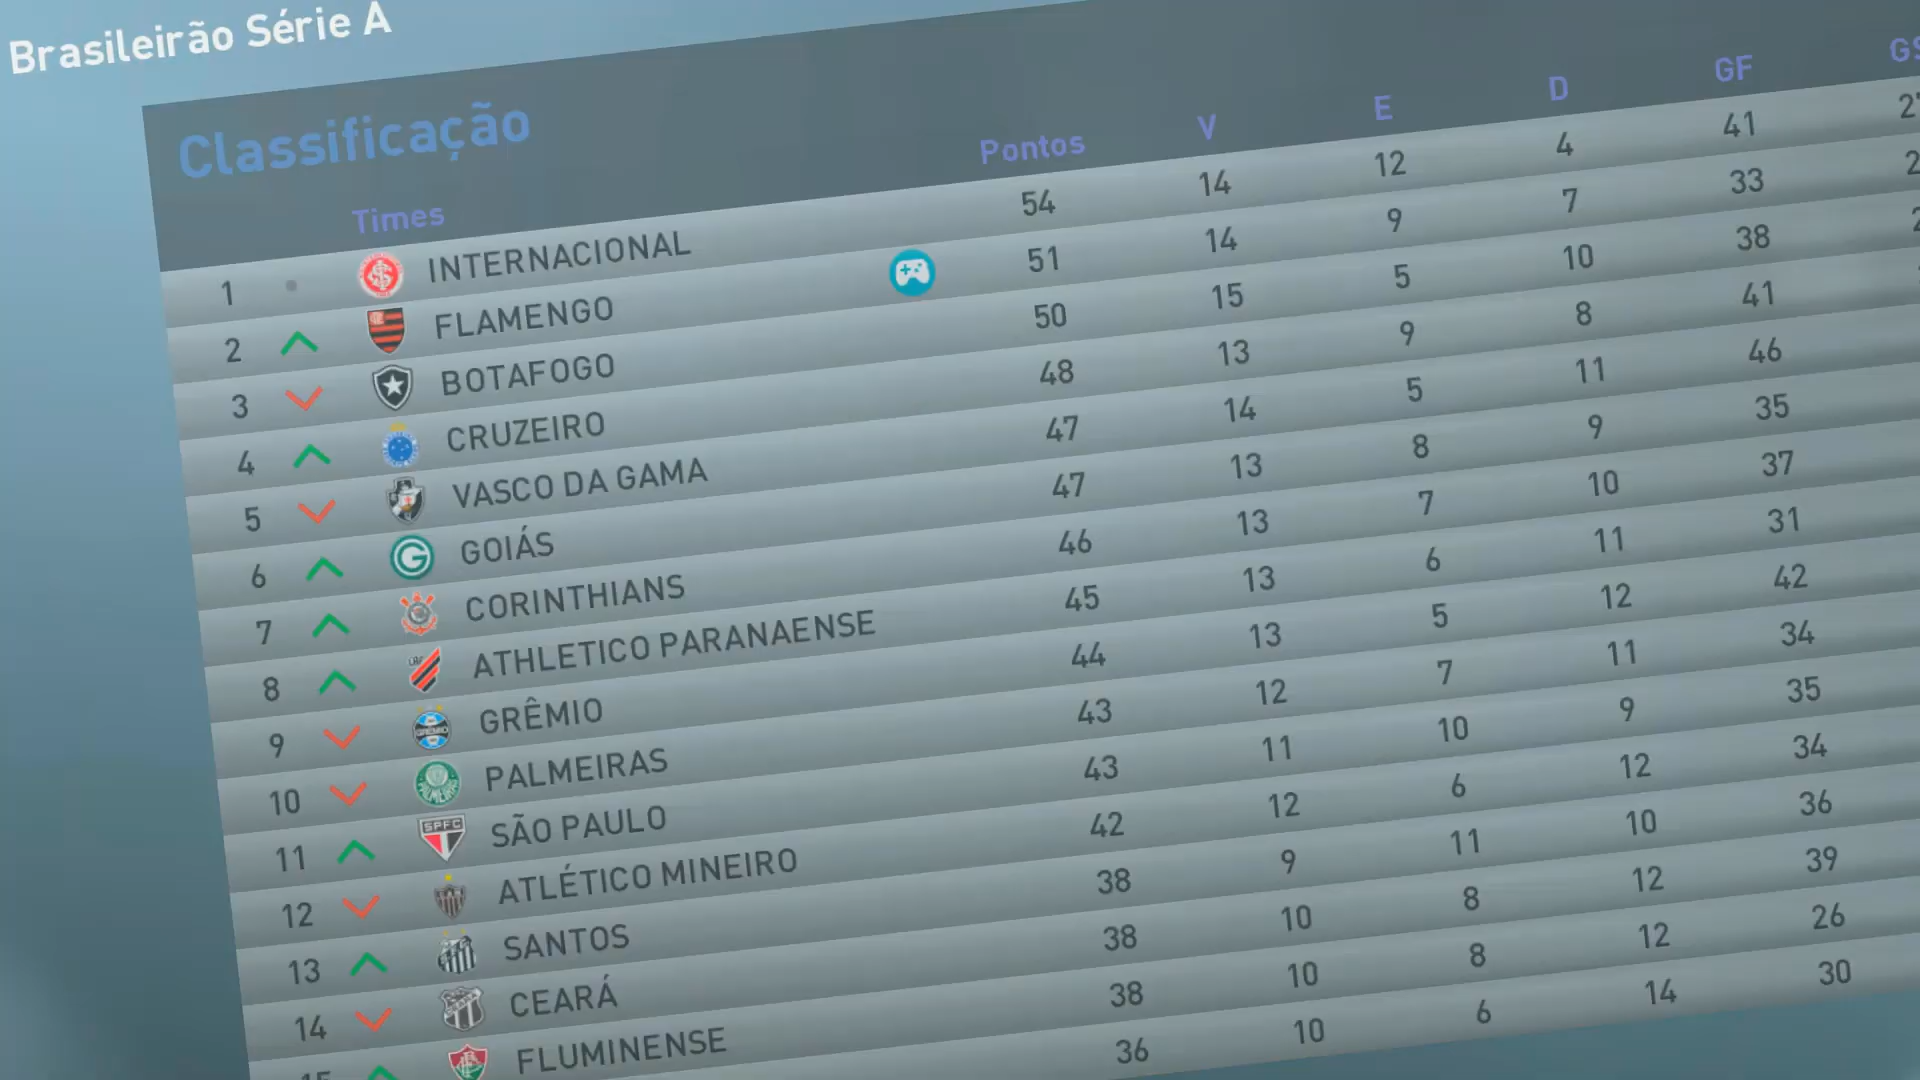 Brasileirão Série A
Classificação
Times Pontos V E D GF GS
1 INTERNACIONAL 54 14 12 4 41
2 FLAMENGO 51 14 9 7 33
3 BOTAFOGO 50 15 5 10 38
4 CRUZEIRO 48 13 9 8 41
5 VASCO DA GAMA 47 14 5 11 46
6 GOIÁS 47 13 8 9 35
7 CORINTHIANS 46 13 7 10 37
8 ATHLETICO PARANAENSE 45 13 6 11 31
9 GRÊMIO 44 13 5 12 42
10 PALMEIRAS 43 12 7 11 34
11 SÃO PAULO 43 11 10 9 35
12 ATLÉTICO MINEIRO 42 12 6 12 34
13 SANTOS 38 9 11 10 36
14 CEARÁ 38 10 8 12 39
15 FLUMINENSE 38 10 8 12 26
36 10 6 14 30